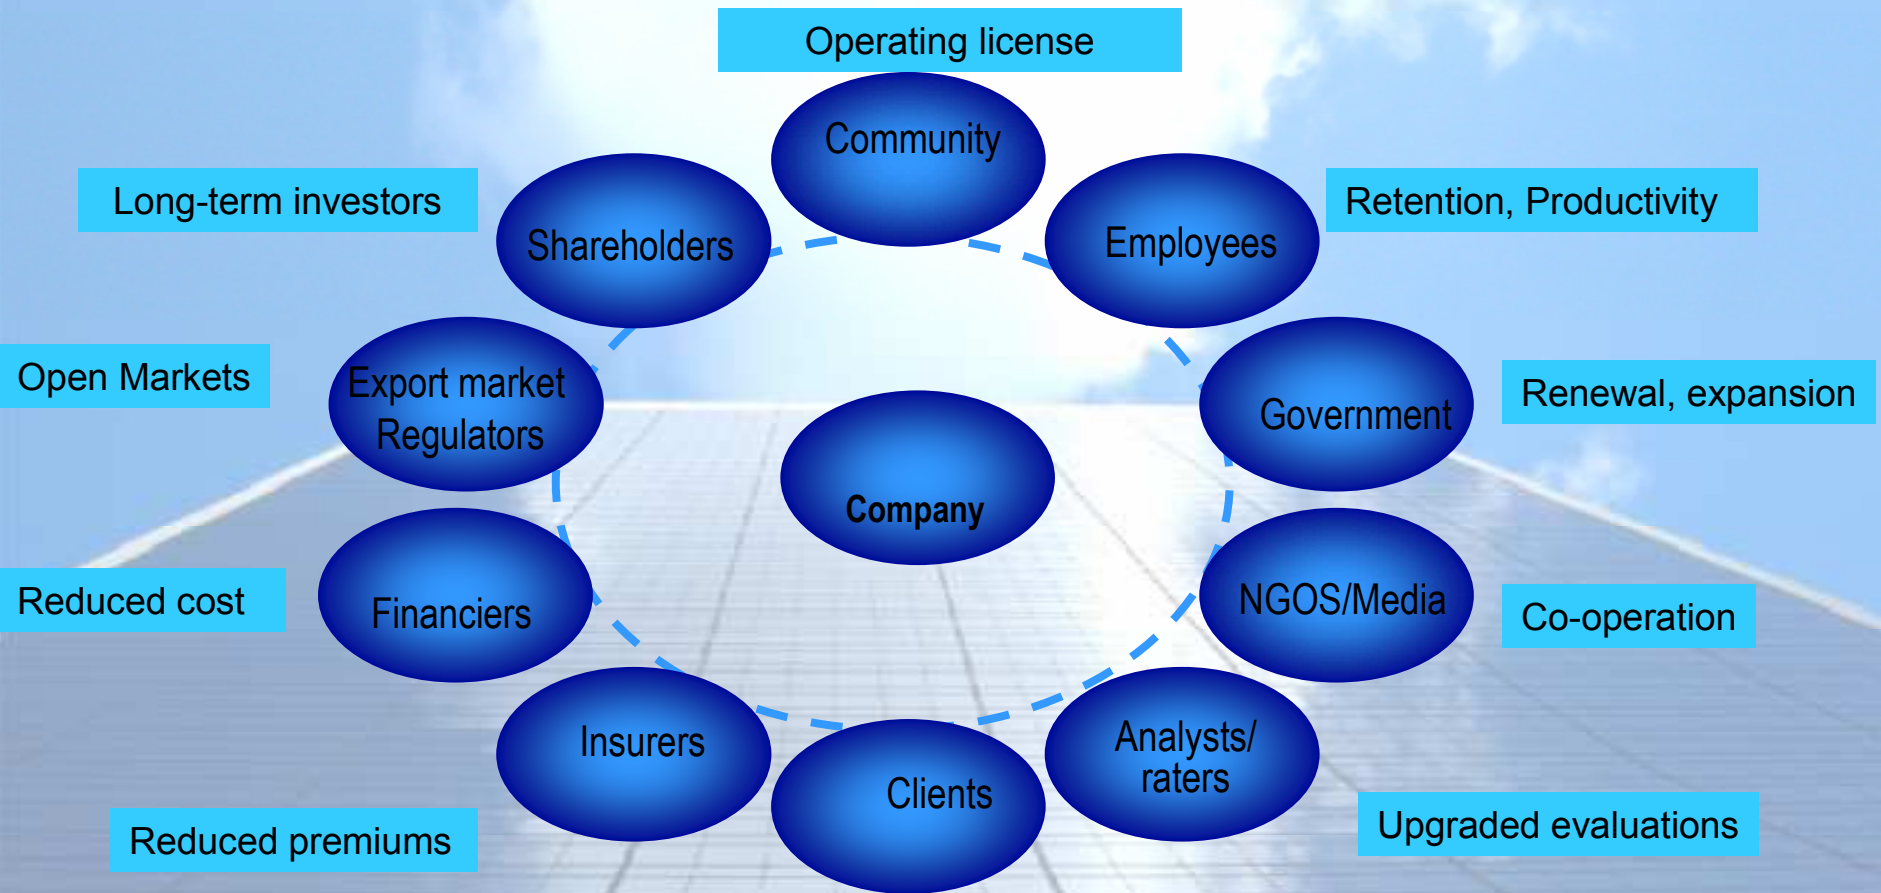 Operating license
Community
Long-term investors
Shareholders
Employees
Retention, Productivity
Open Markets
Export market
Regulators
Company
Government
Renewal, expansion
Reduced cost
Financiers
NGOS/Media
Co-operation
Insurers
Clients
Analysts/
raters
Reduced premiums
Upgraded evaluations